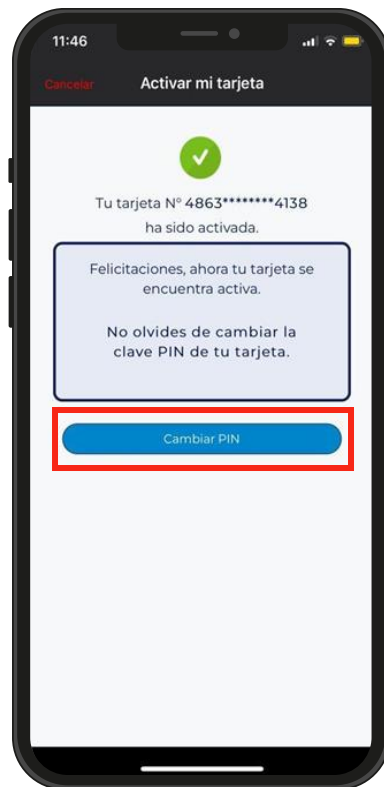 11:46
Cancelar Activar mi tarjeta
Tu tarjeta N° 4863********4138
ha sido activada.
Felicitaciones, ahora tu tarjeta se
encuentra activa.
No olvides de cambiar la
clave PIN de tu tarjeta.
Cambiar PIN